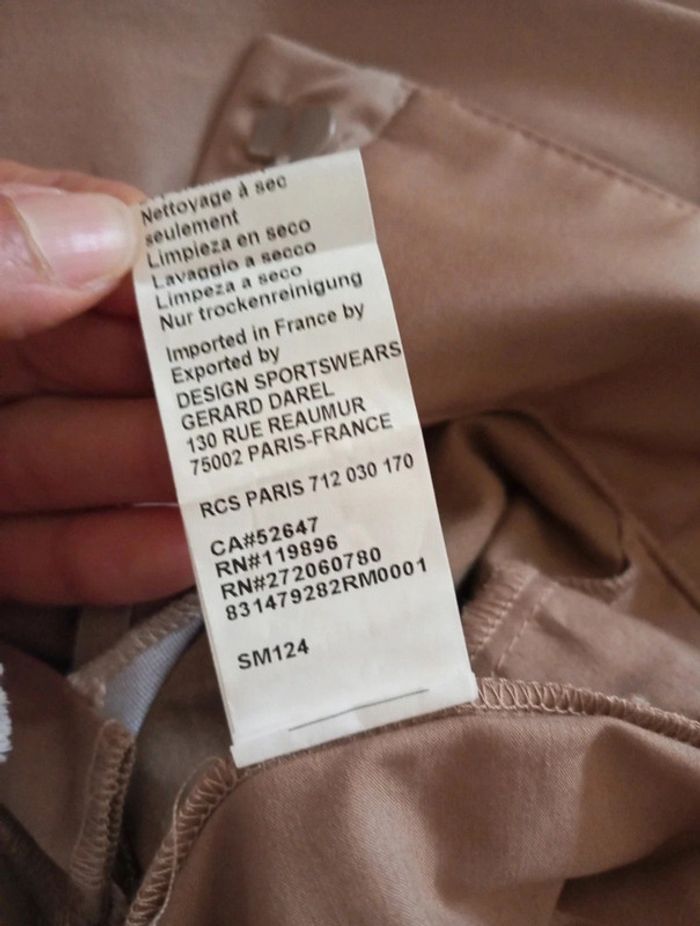 Nettoyage à sec
seulement
Limpieza en seco
Lavaggio a secco
Limpeza a seco
Nur trockenreinigung
Imported in France by
Exported by
DESIGN SPORTSWEARS
GERARD DAREL
130 RUE REAUMUR
75002 PARIS-FRANCE
RCS PARIS 712 030 170
CA#52647
RN#119896
RN#272060780
831479282RM0001
SM124